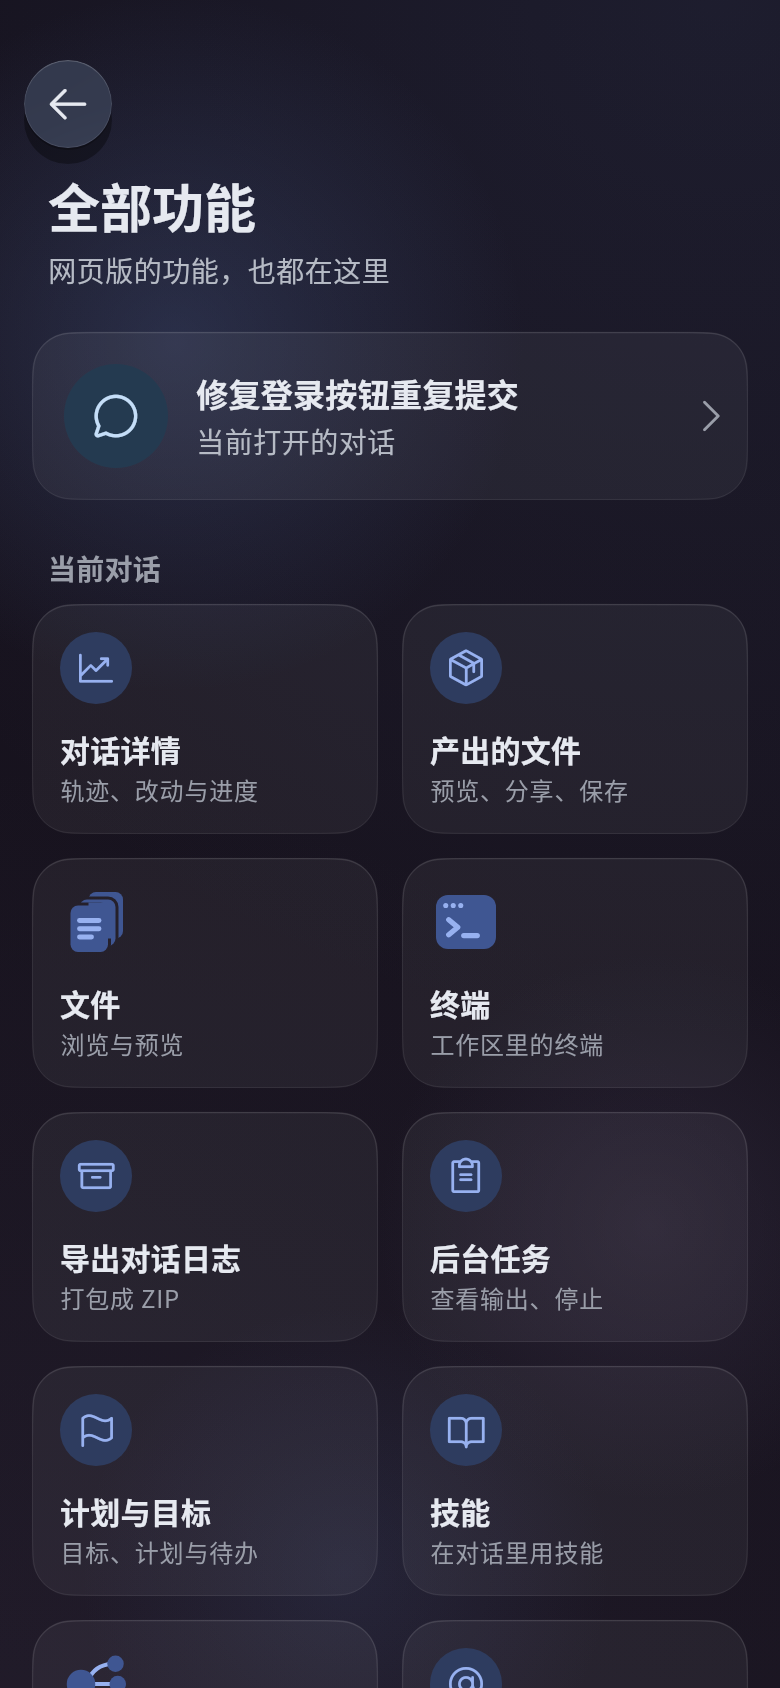 全部功能
网页版的功能，也都在这里
修复登录按钮重复提交
当前打开的对话
当前对话
对话详情
轨迹、改动与进度
产出的文件
预览、分享、保存
文件
浏览与预览
终端
工作区里的终端
导出对话日志
打包成 ZIP
后台任务
查看输出、停止
计划与目标
目标、计划与待办
技能
在对话里用技能